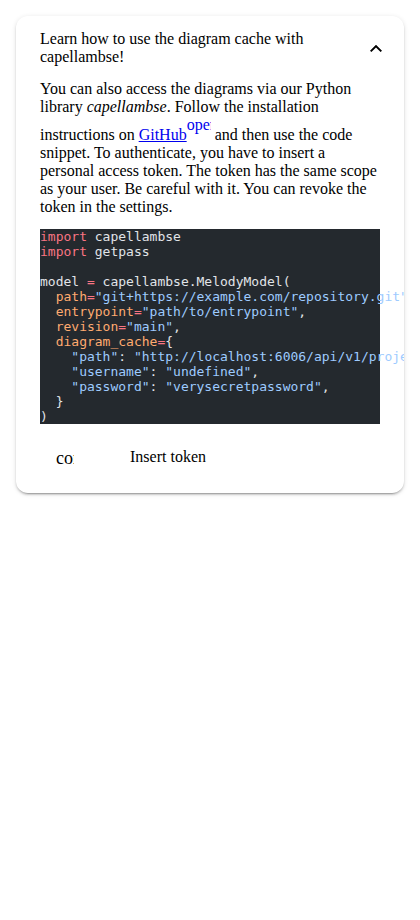 Learn how to use the diagram cache with
capellambse!
You can also access the diagrams via our Python
library capellambse. Follow the installation
instructions on GitHub ope and then use the code
snippet. To authenticate, you have to insert a
personal access token. The token has the same scope
as your user. Be careful with it. You can revoke the
token in the settings.
import capellambse
import getpass
model = capellambse.MelodyModel(
path="git+https://example.com/repository.git"
entrypoint="path/to/entrypoint",
revision="main",
diagram_cache={
"path": "http://localhost:6006/api/v1/proje
"username": "undefined",
"password": "verysecretpassword",
}
)
co
Insert token